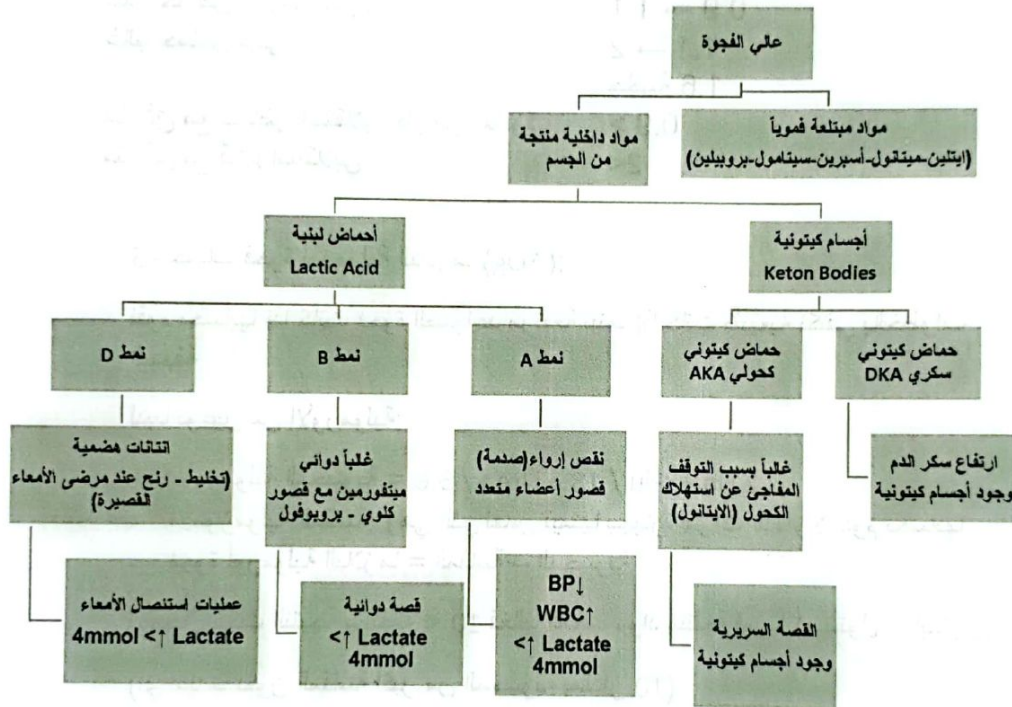 عالي الفجوة
مواد مبتلعة فموياً
(ايتلين-ميتانول-أسبرين-سيتامول-بروبيلين)
مواد داخلية منتجة
من الجسم
أجسام كيتونية
Keton Bodies
أحماض لبنية
Lactic Acid
حماض كيتوني
سكري DKA
حماض كيتوني
كحولي AKA
نمط A
نمط B
نمط D
ارتفاع سكر الدم
وجود أجسام كيتونية
غالباً بسبب التوقف
المفاجئ عن استهلاك
الكحول (الايتانول)
نقص إرواء(صدمة)
قصور أعضاء متعدد
غالباً دوائي
ميتفورمين مع قصور
كلوي - بروبوفول
انتانات هضمية
(تخليط - رنح عند مرضى الأمعاء
القصيرة)
القصة السريرية
وجود أجسام كيتونية
BP↓
WBC↑
<↑ Lactate
4mmol
قصة دوائية
<↑ Lactate
4mmol
عمليات استئصال الأمعاء
4mmol <↑ Lactate